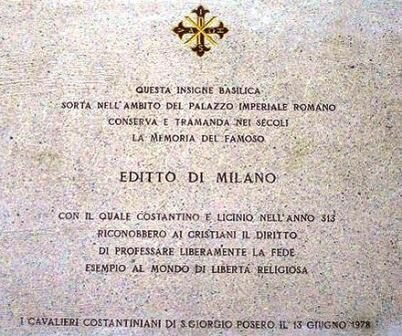 QUESTA INSIGNE BASILICA
SORTA NELL'AMBITO DEL PALAZZO IMPERIALE ROMANO
CONSERVA E TRAMANDA NEI SECOLI
LA MEMORIA DEL FAMOSO
EDITTO DI MILANO
CON IL QUALE COSTANTINO E LICINIO NELL'ANNO 313
RICONOBBERO AI CRISTIANI IL DIRITTO
DI PROFESSARE LIBERAMENTE LA FEDE
ESEMPIO AL MONDO DI LIBERTÀ RELIGIOSA
I CAVALIERI COSTANTINIANI DI S. GIORGIO POSERO IL 13 GIUGNO 1978